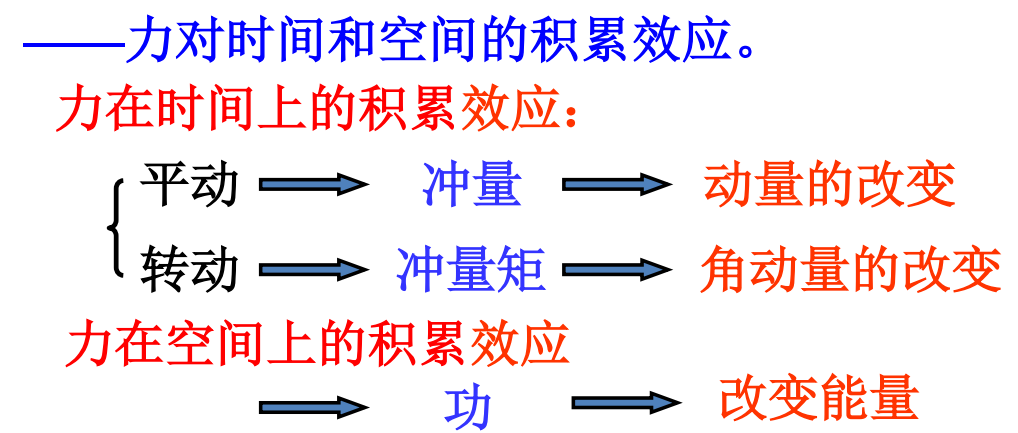 ——力对时间和空间的积累效应。
力在时间上的积累效应：
平动 冲量 动量的改变
转动 冲量矩 角动量的改变
力在空间上的积累效应
功 改变能量